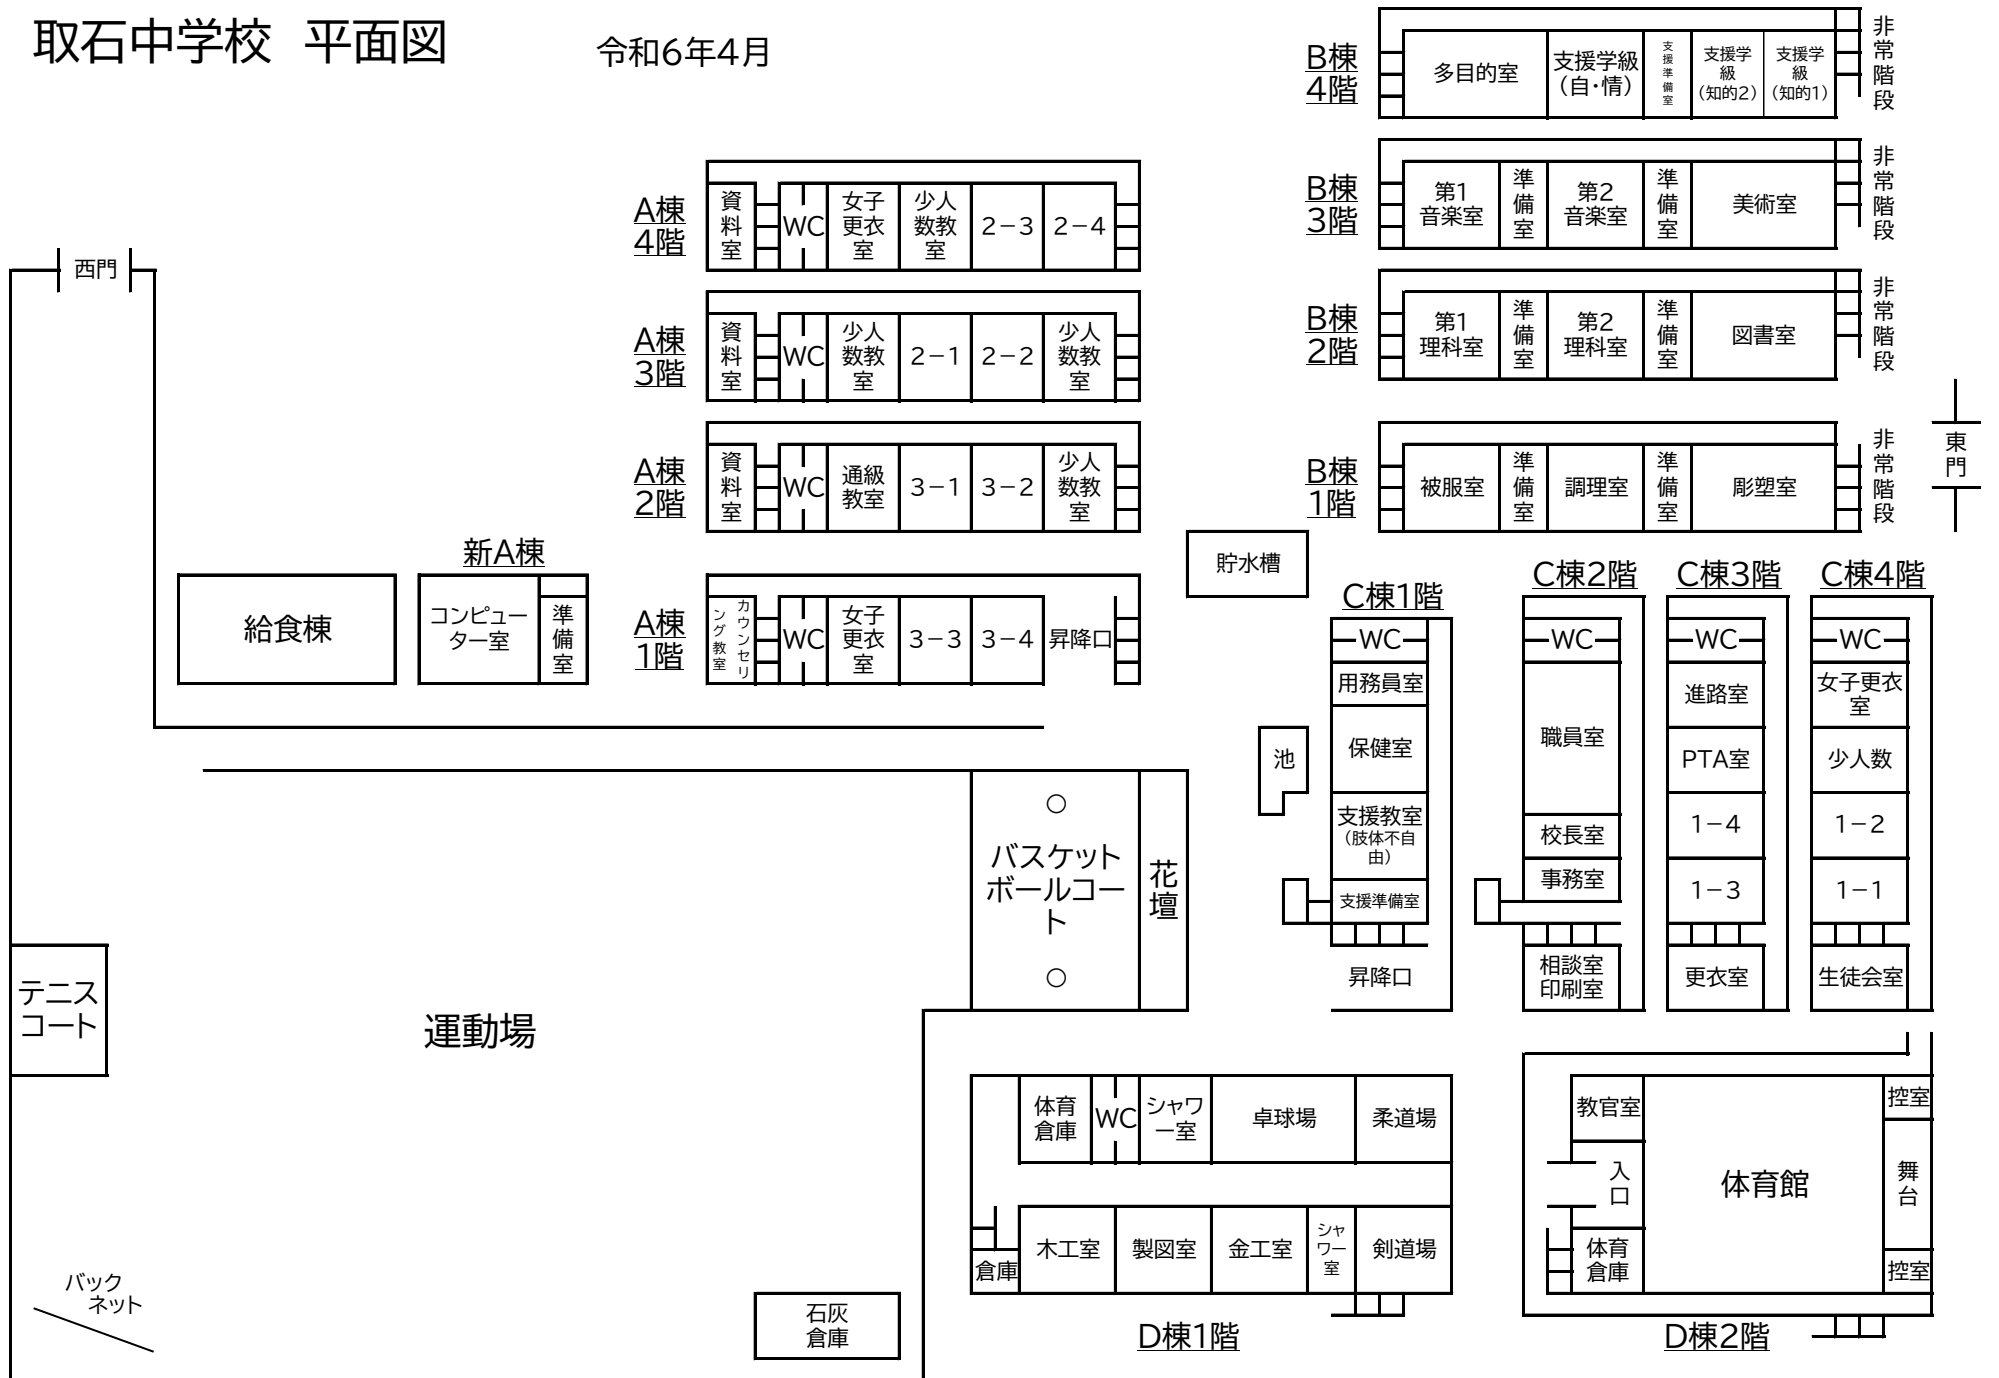 取石中学校 平面図
令和6年4月
B棟
4階
多目的室
支援学級
（自・情）
支援準備室
支援学
級
（知的2）
支援学
級
（知的1）
非常階段
A棟
4階
資料室
WC
女子
更衣
室
少人
数教
室
2－3
2－4
B棟
3階
第1
音楽室
準備室
第2
音楽室
準備室
美術室
非常階段
西門
A棟
3階
資料室
WC
少人
数教
室
2－1
2－2
少人
数教
室
B棟
2階
第1
理科室
準備室
第2
理科室
準備室
図書室
非常階段
A棟
2階
資料室
WC
通級
教室
3－1
3－2
少人
数教
室
B棟
1階
被服室
準備室
調理室
準備室
彫塑室
非常階段
東門
新A棟
給食棟
コンピュー
ター室
準備室
A棟
1階
カウンセリ
ング教室
WC
女子
更衣
室
3－3
3－4
昇降口
貯水槽
C棟1階
WC
用務員室
保健室
支援教室
（肢体不自
由）
支援準備室
昇降口
池
C棟2階
WC
職員室
校長室
事務室
相談室
印刷室
C棟3階
WC
進路室
PTA室
1－4
1－3
更衣室
C棟4階
WC
女子更衣
室
少人数
1－2
1－1
生徒会室
○
バスケット
ボールコー
ト
○
花壇
テニス
コート
運動場
バック
ネット
石灰
倉庫
体育
倉庫
WC
シャワ
ー室
卓球場
柔道場
倉庫
木工室
製図室
金工室
シャ
ワー
室
剣道場
D棟1階
教官室
入口
体育
倉庫
体育館
控室
舞台
控室
D棟2階